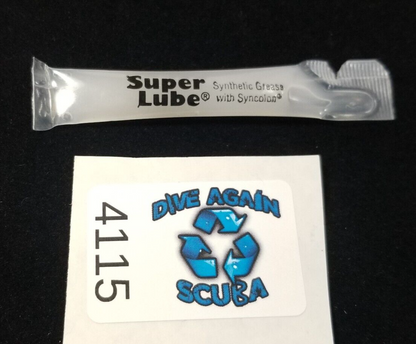 Super Synthetic Grease
Lube® with Syncolon®
DIVE AGAIN
4115
SCUBA